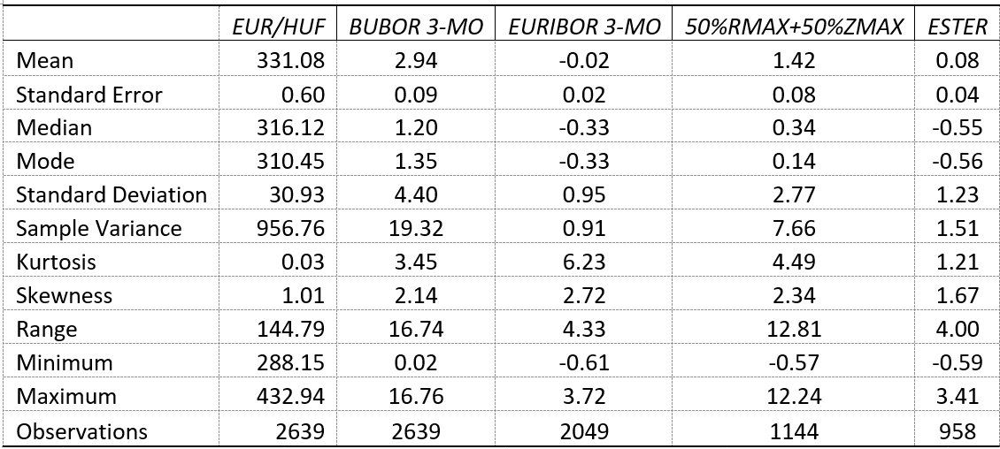 EUR/HUF BUBOR 3-MO EURIBOR 3-MO 50%RMAX+50%ZMAX ESTER
Mean 331.08 2.94 -0.02 1.42 0.08
Standard Error 0.60 0.09 0.02 0.08 0.04
Median 316.12 1.20 -0.33 0.34 -0.55
Mode 310.45 1.35 -0.33 0.14 -0.56
Standard Deviation 30.93 4.40 0.95 2.77 1.23
Sample Variance 956.76 19.32 0.91 7.66 1.51
Kurtosis 0.03 3.45 6.23 4.49 1.21
Skewness 1.01 2.14 2.72 2.34 1.67
Range 144.79 16.74 4.33 12.81 4.00
Minimum 288.15 0.02 -0.61 -0.57 -0.59
Maximum 432.94 16.76 3.72 12.24 3.41
Observations 2639 2639 2049 1144 958